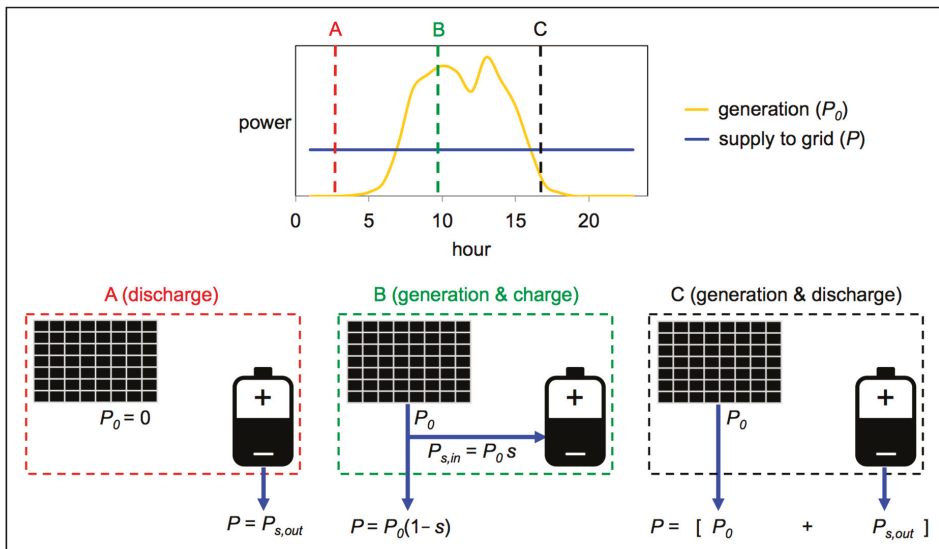 A B C
power
generation (P₀)
supply to grid (P)
0 5 10 15 20
hour
A (discharge)
P₀ = 0
+
–
P = Pₛ,ₒᵤₜ
B (generation & charge)
P₀
Pₛ,ᵢₙ = P₀ s
+
–
P = P₀(1– s)
C (generation & discharge)
P₀
+
–
P = [ P₀ + Pₛ,ₒᵤₜ ]